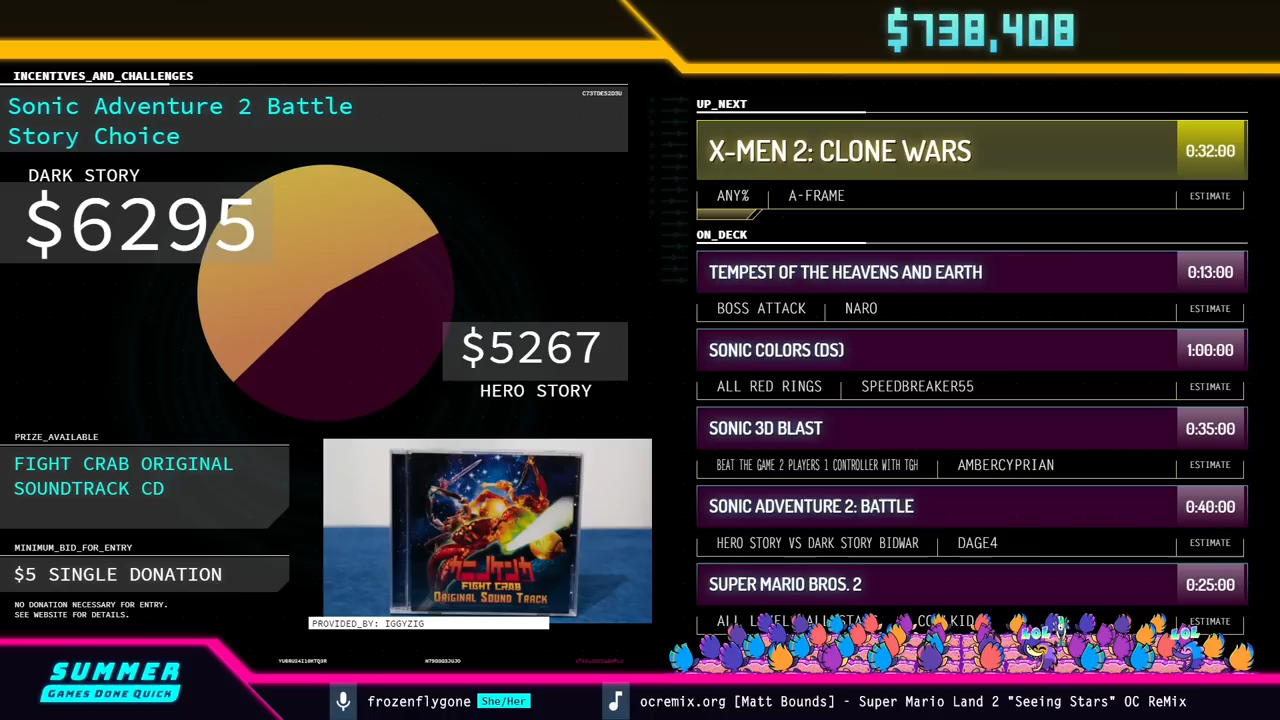 $738,408
INCENTIVES_AND_CHALLENGES
Sonic Adventure 2 Battle
Story Choice
DARK STORY
$6295
$5267
HERO STORY
PRIZE_AVAILABLE
FIGHT CRAB ORIGINAL
SOUNDTRACK CD
MINIMUM_BID_FOR_ENTRY
$5 SINGLE DONATION
NO DONATION NECESSARY FOR ENTRY.
SEE WEBSITE FOR DETAILS.
カニノケンカ
FIGHT CRAB
ORIGINAL SOUND TRACK
PROVIDED_BY: IGGYZIG
UP_NEXT
X-MEN 2: CLONE WARS
0:32:00
ANY%
A-FRAME
ESTIMATE
ON_DECK
TEMPEST OF THE HEAVENS AND EARTH
0:13:00
BOSS ATTACK
NARO
ESTIMATE
SONIC COLORS (DS)
1:00:00
ALL RED RINGS
SPEEDBREAKER55
ESTIMATE
SONIC 3D BLAST
0:35:00
BEAT THE GAME 2 PLAYERS 1 CONTROLLER WITH TGH
AMBERCYPRIAN
ESTIMATE
SONIC ADVENTURE 2: BATTLE
0:40:00
HERO STORY VS DARK STORY BIDWAR
DAGE4
ESTIMATE
SUPER MARIO BROS. 2
0:25:00
ALL
ESTIMATE
LOL
LOL
SUMMER
GAMES DONE QUICK
frozenflygone
She/Her
ocremix.org [Matt Bounds] - Super Mario Land 2 "Seeing Stars" OC ReMix